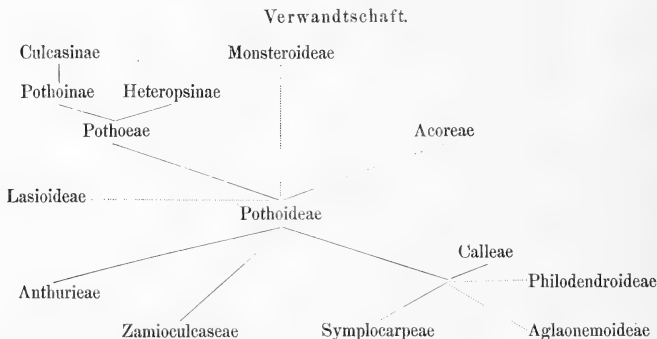 Verwandtschaft.
Culcasinae Monsteroideae
Pothoinae Heteropsinae
Pothoeae Acoreae
Lasioideae
Pothoideae
Calleae
Philodendroideae
Anthurieae
Zamioculcaseae Symplocarpeae Aglaonemoideae